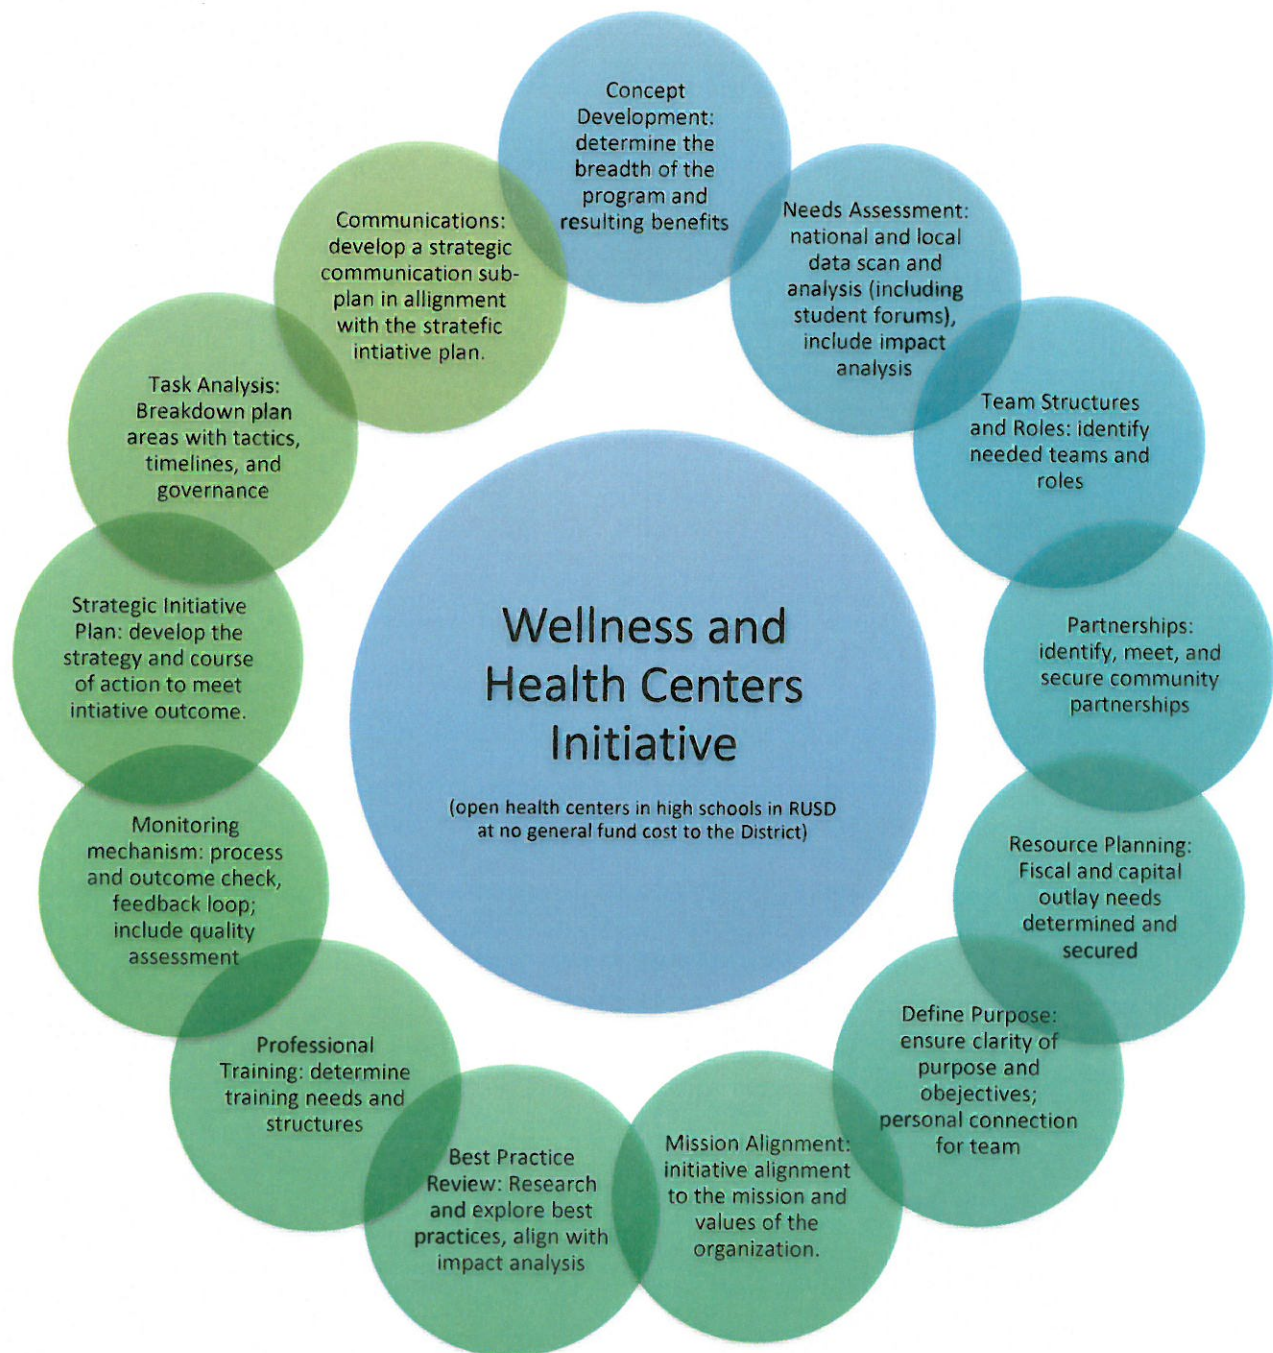 Concept
Development:
determine the
breadth of the
program and
resulting benefits
Needs Assessment:
national and local
data scan and
analysis (including
student forums),
include impact
analysis
Team Structures
and Roles: identify
needed teams and
roles
Partnerships:
identify, meet, and
secure community
partnerships
Resource Planning:
Fiscal and capital
outlay needs
determined and
secured
Define Purpose:
ensure clarity of
purpose and
obejectives;
personal connection
for team
Mission Alignment:
initiative alignment
to the mission and
values of the
organization.
Best Practice
Review: Research
and explore best
practices, align with
impact analysis
Professional
Training: determine
training needs and
structures
Monitoring
mechanism: process
and outcome check,
feedback loop;
include quality
assessment
Strategic Initiative
Plan: develop the
strategy and course
of action to meet
intiative outcome.
Task Analysis:
Breakdown plan
areas with tactics,
timelines, and
governance
Communications:
develop a strategic
communication sub-
plan in allignment
with the stratefic
intiative plan.
Wellness and
Health Centers
Initiative
(open health centers in high schools in RUSD
at no general fund cost to the District)